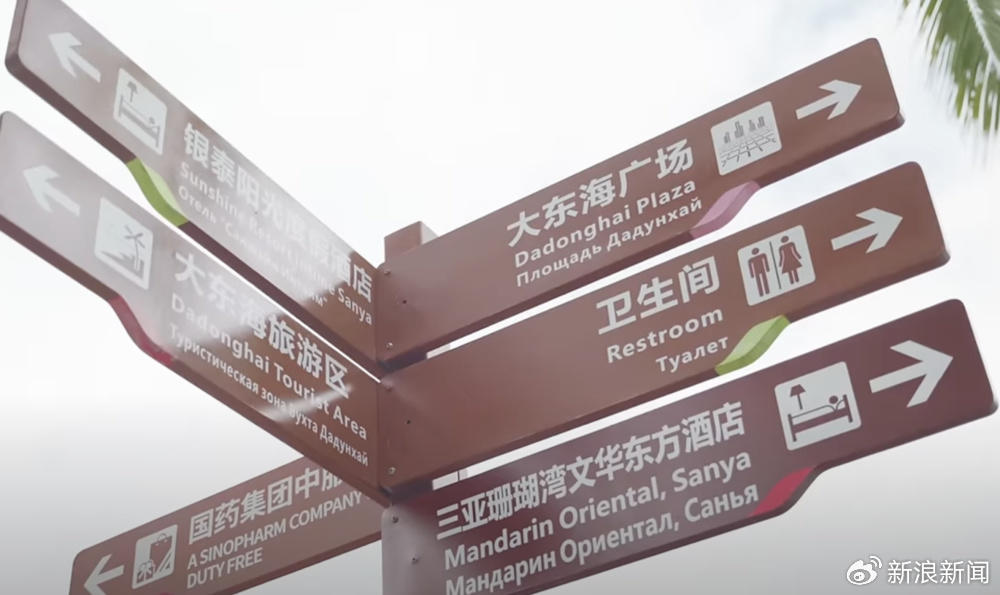 银泰阳光度假酒店
Sunshine Resort Intime Sanya
大东海旅游区
Dadonghai Tourist Area
Туристическая зона Бухта Дадунхай
国药集团中服
A SINOPHARM COMPANY
DUTY FREE
大东海广场
Dadonghai Plaza
Площадь Дадунхай
卫生间
Restroom
Туалет
三亚珊瑚湾文华东方酒店
Mandarin Oriental, Sanya
Мандарин Ориентал, Санья
新浪新闻